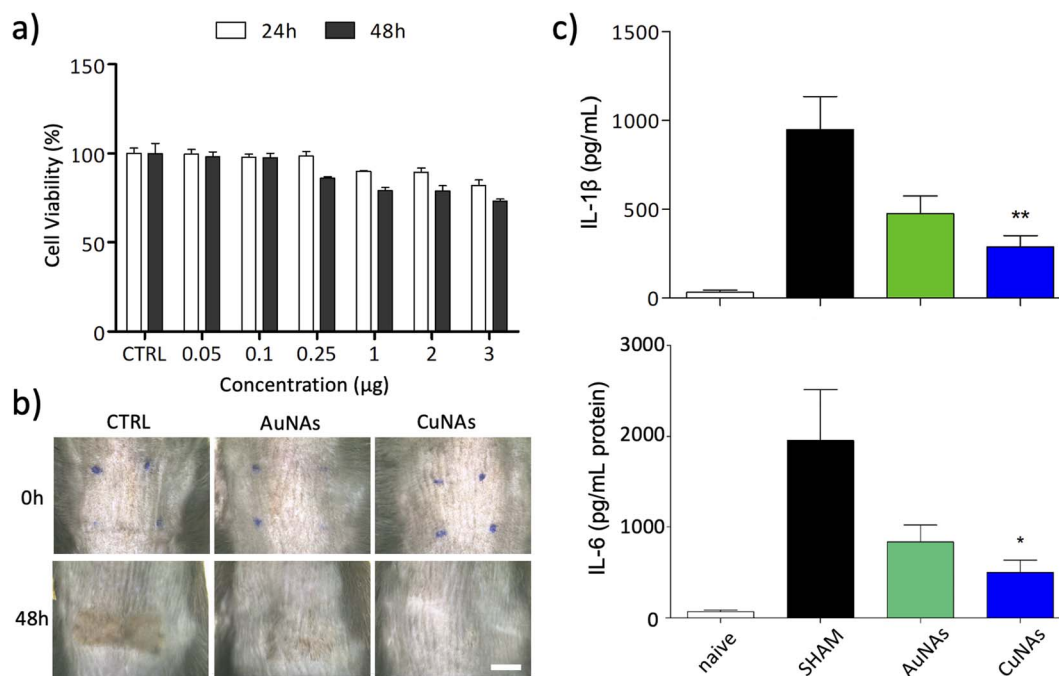 a)
24h 48h
150
100
50
0
Cell Viability (%)
CTRL 0.05 0.1 0.25 1 2 3
Concentration (µg)
b)
CTRL AuNAs CuNAs
0h
48h
c)
1500
1000
500
0
IL-1β (pg/mL)
**
3000
2000
1000
0
IL-6 (pg/mL protein)
*
naive SHAM AuNAs CuNAs